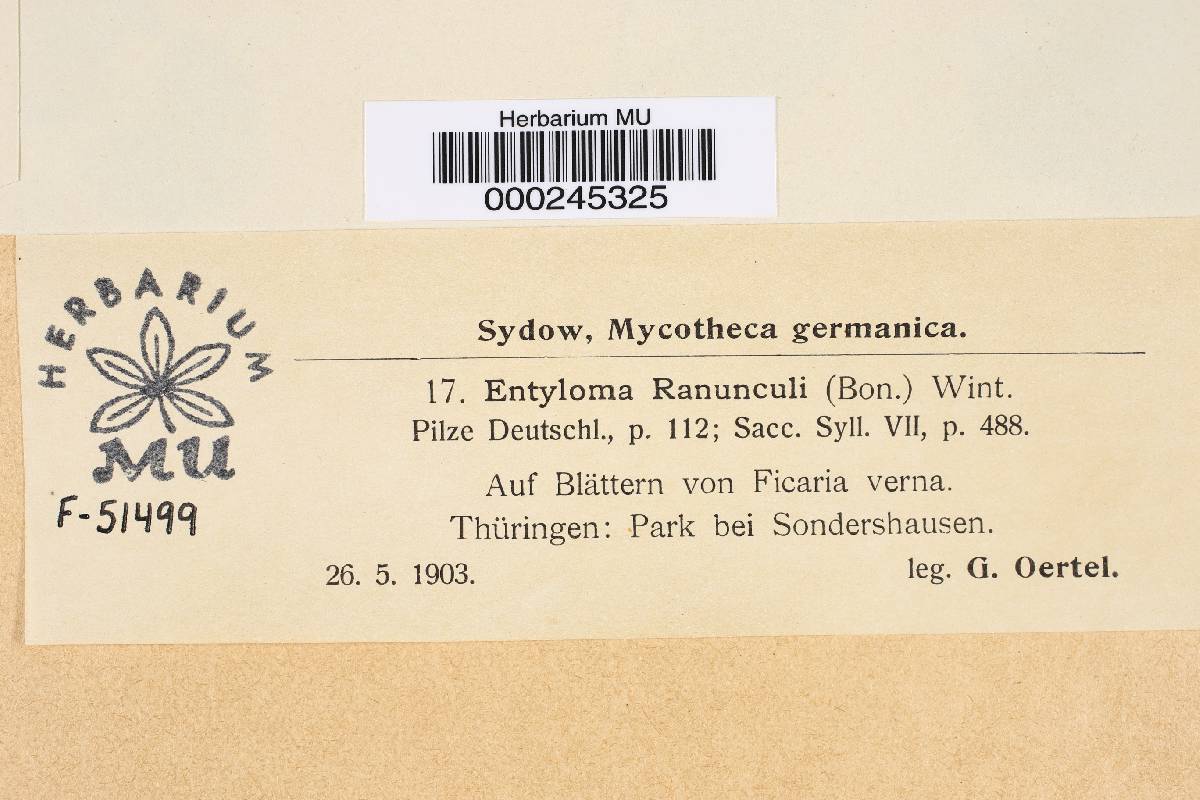 Herbarium MU
000245325
HERBARIUM
MU
F-51499
Sydow, Mycotheca germanica.
17. Entyloma Ranunculi (Bon.) Wint.
Pilze Deutschl., p. 112; Sacc. Syll. VII, p. 488.
Auf Blättern von Ficaria verna.
Thüringen: Park bei Sondershausen.
26. 5. 1903. leg. G. Oertel.